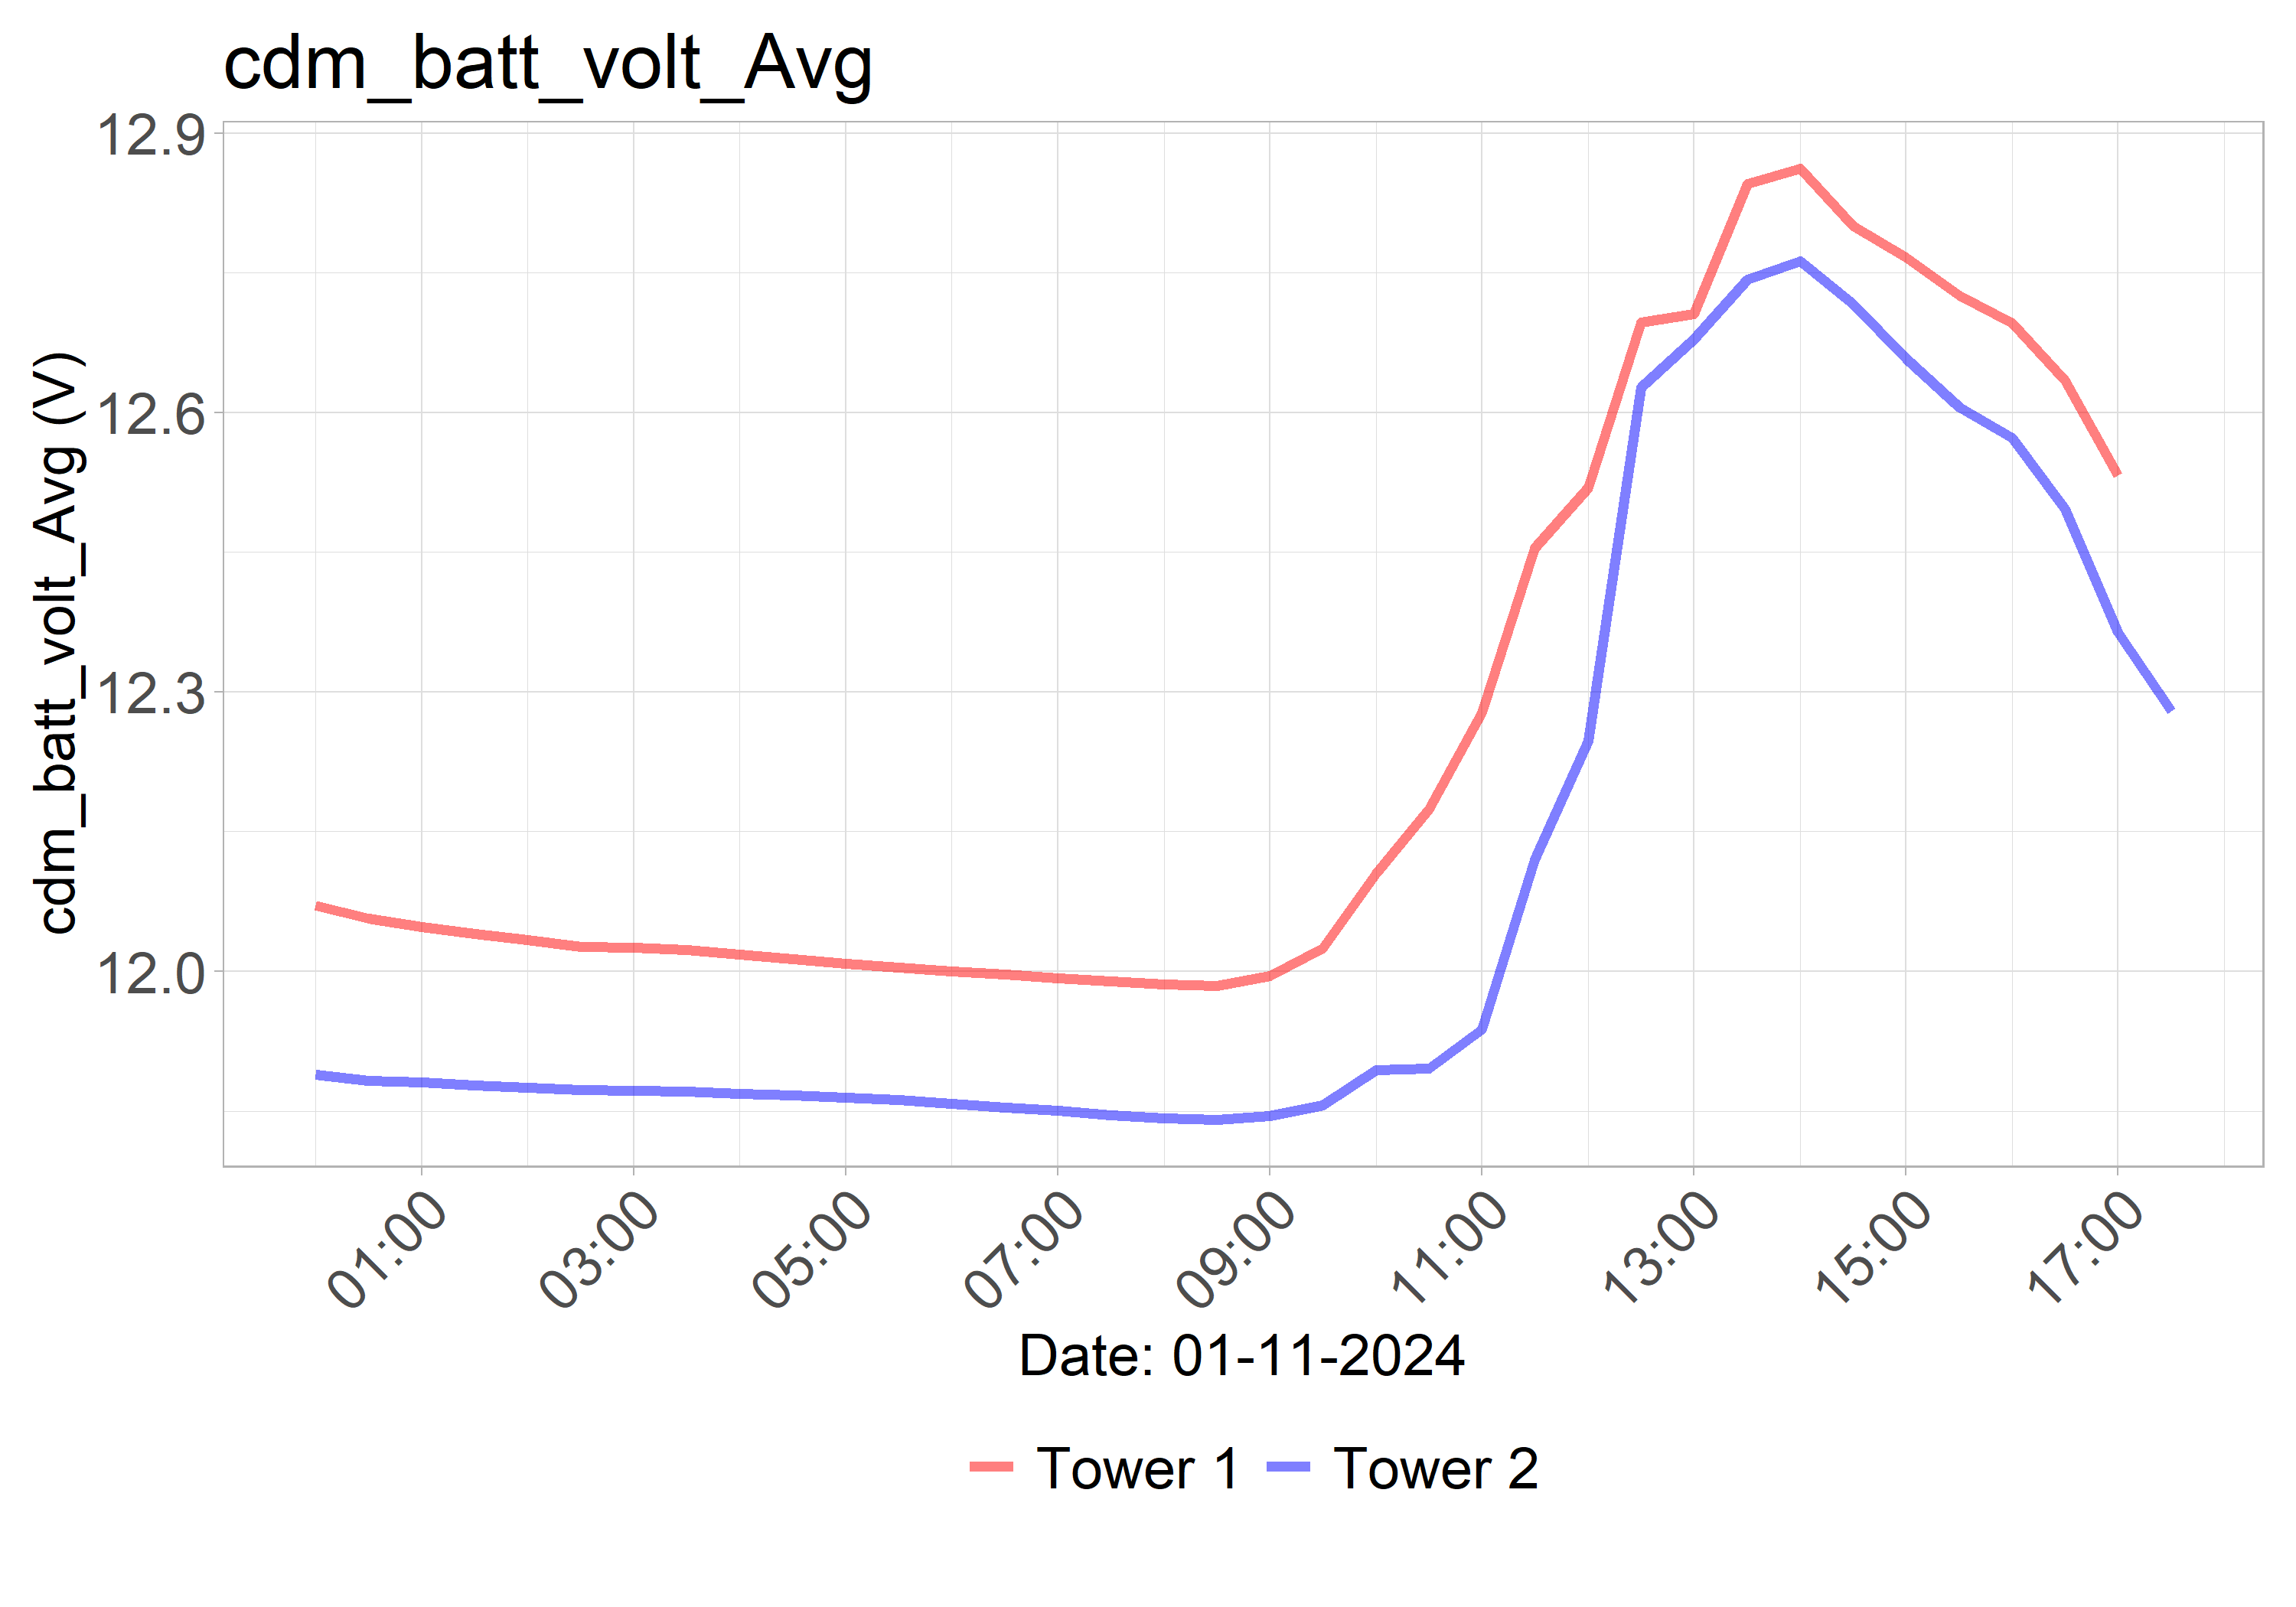 cdm_batt_volt_Avg
cdm_batt_volt_Avg (V)
12.9
12.6
12.3
12.0
01:00 03:00 05:00 07:00 09:00 11:00 13:00 15:00 17:00
Date: 01-11-2024
Tower 1 Tower 2